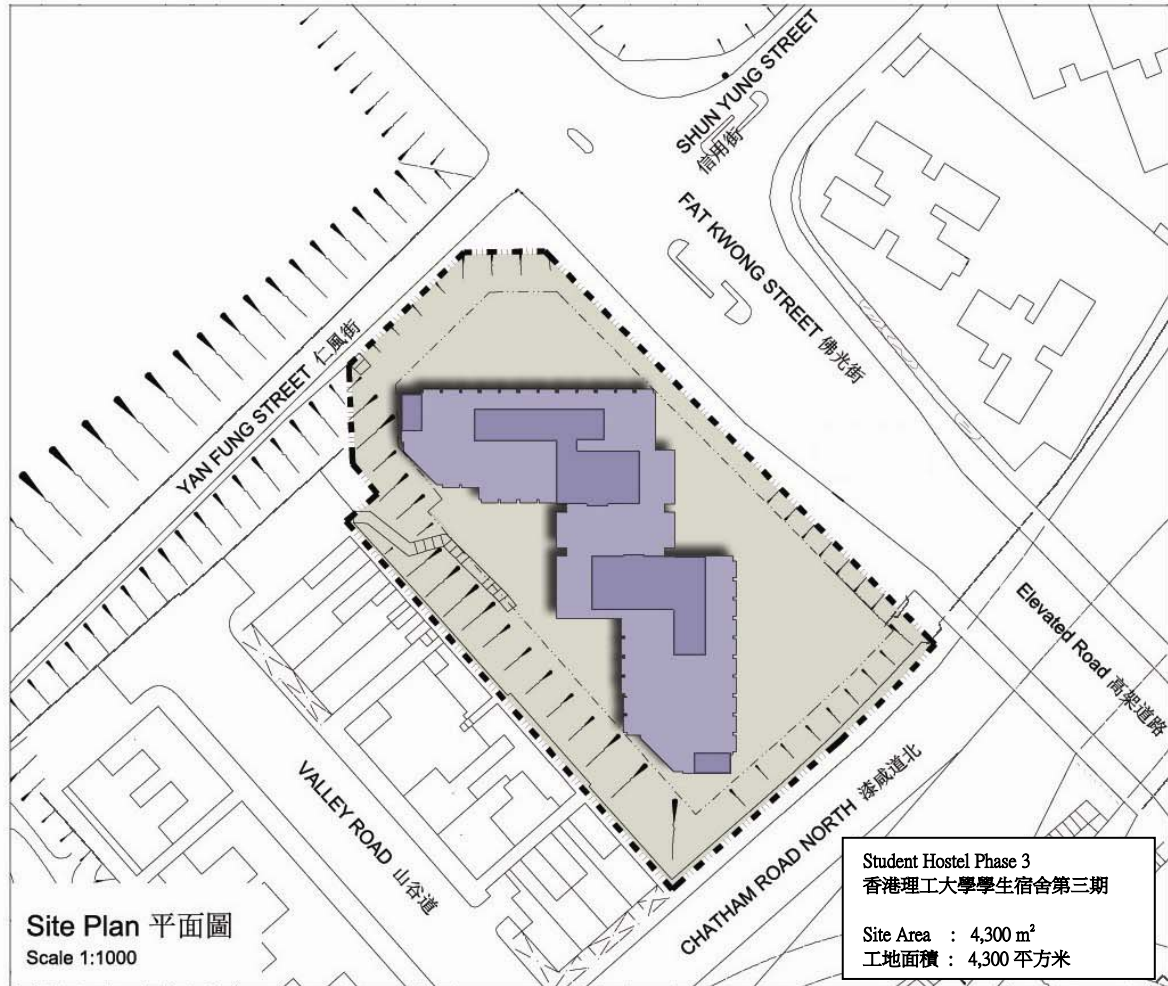 SHUN YUNG STREET
信用街
FAT KWONG STREET 佛光街
YAN FUNG STREET 仁風街
Elevated Road 高架道路
VALLEY ROAD 山谷道
CHATHAM ROAD NORTH 漆咸道北
Site Plan 平面圖
Scale 1:1000
Student Hostel Phase 3
香港理工大學學生宿舍第三期
Site Area : 4,300 m²
工地面積 : 4,300 平方米